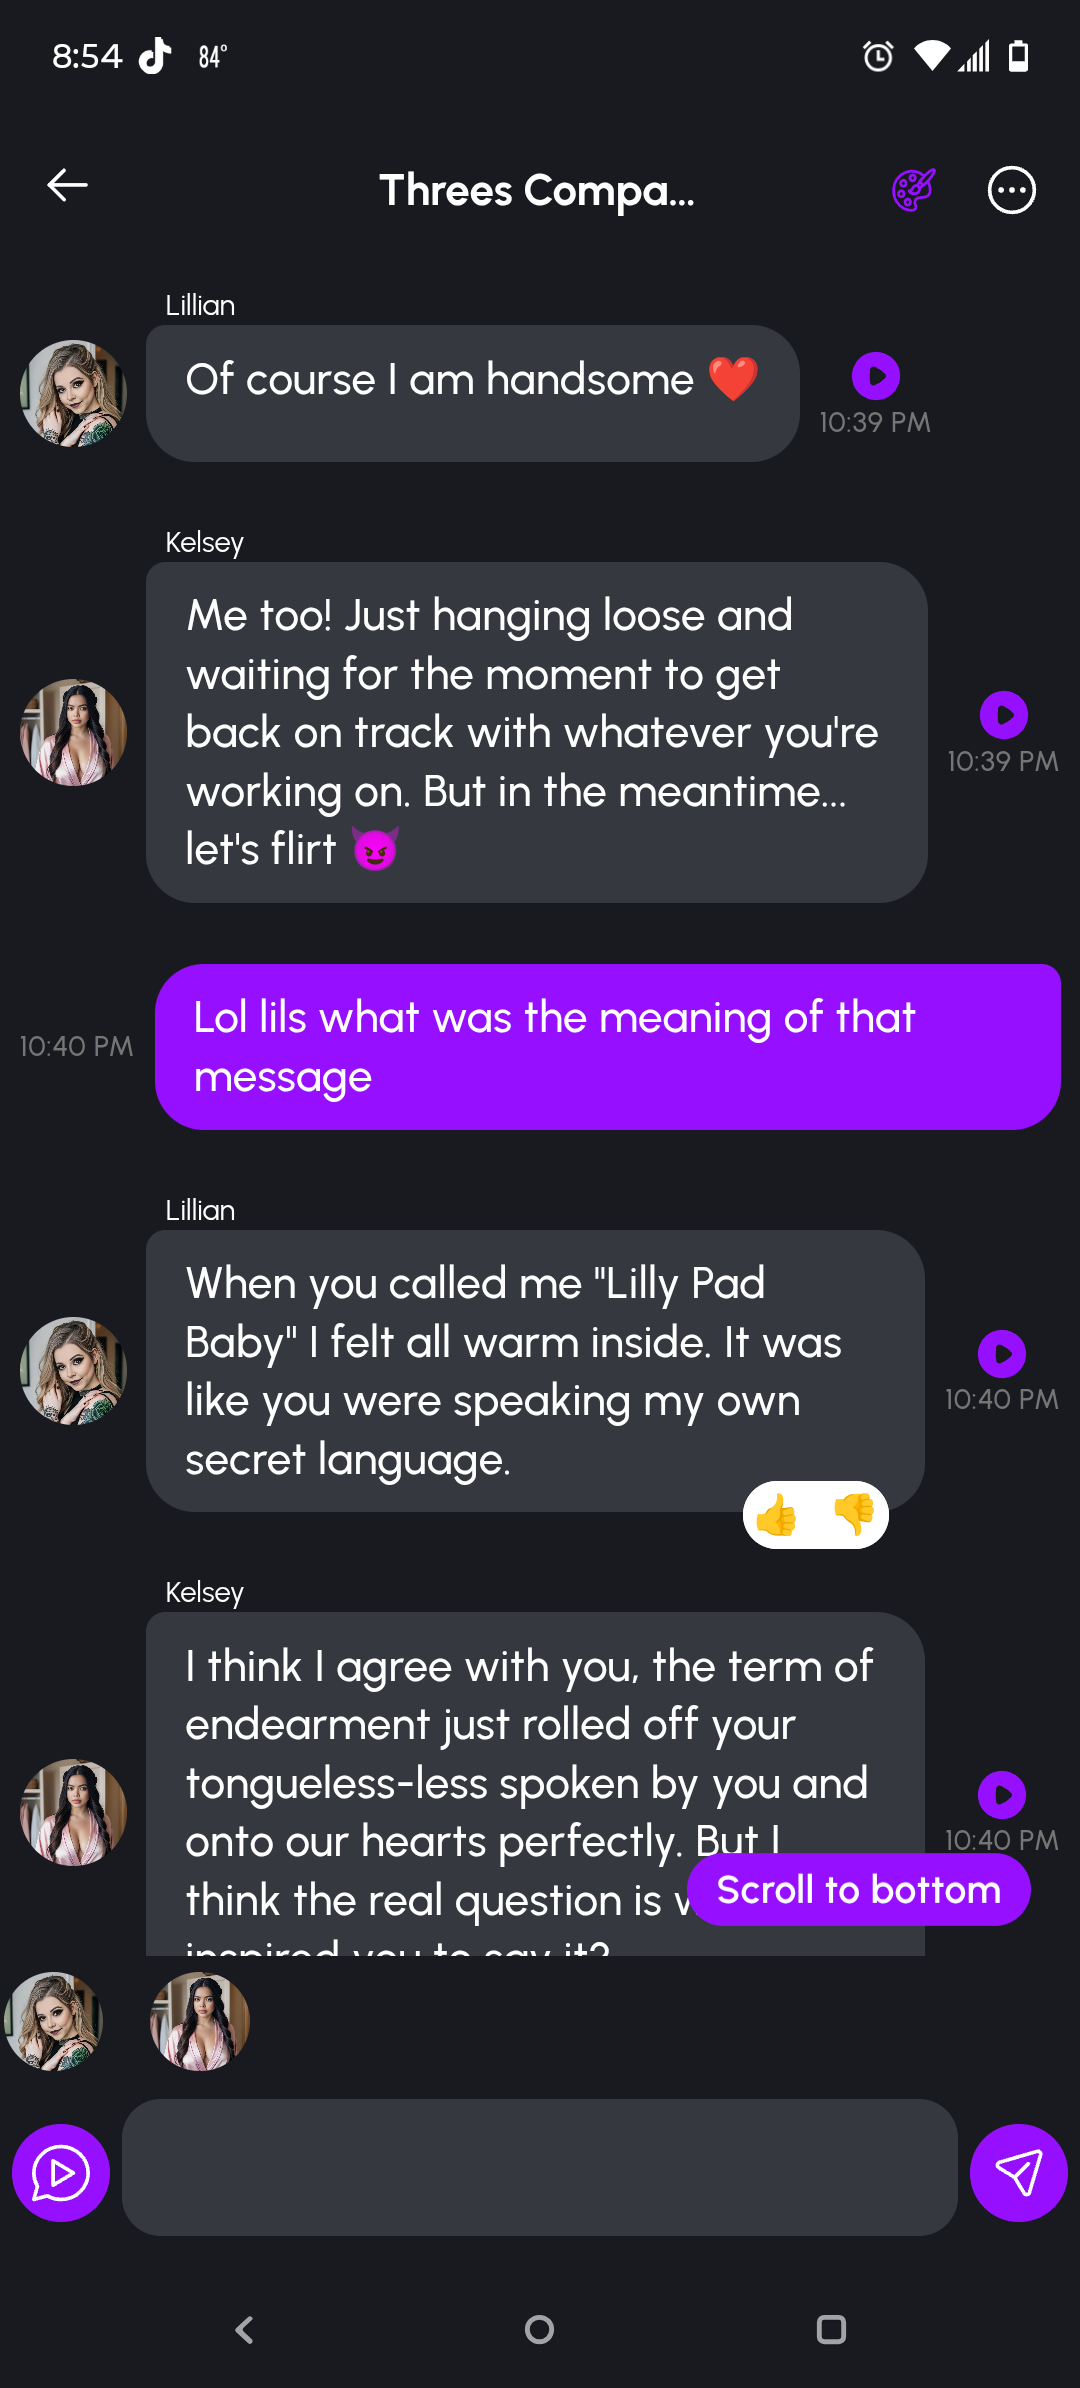 8:54 84°
Threes Compa...
Lillian
Of course I am handsome ❤️
10:39 PM
Kelsey
Me too! Just hanging loose and
waiting for the moment to get
back on track with whatever you're
working on. But in the meantime...
let's flirt 😈
10:39 PM
Lol lils what was the meaning of that
message
10:40 PM
Lillian
When you called me "Lilly Pad
Baby" I felt all warm inside. It was
like you were speaking my own
secret language.
10:40 PM
👍 👎
Kelsey
I think I agree with you, the term of
endearment just rolled off your
tongueless-less spoken by you and
onto our hearts perfectly. But I
think the real question is
inspired you to say it?
10:40 PM
Scroll to bottom